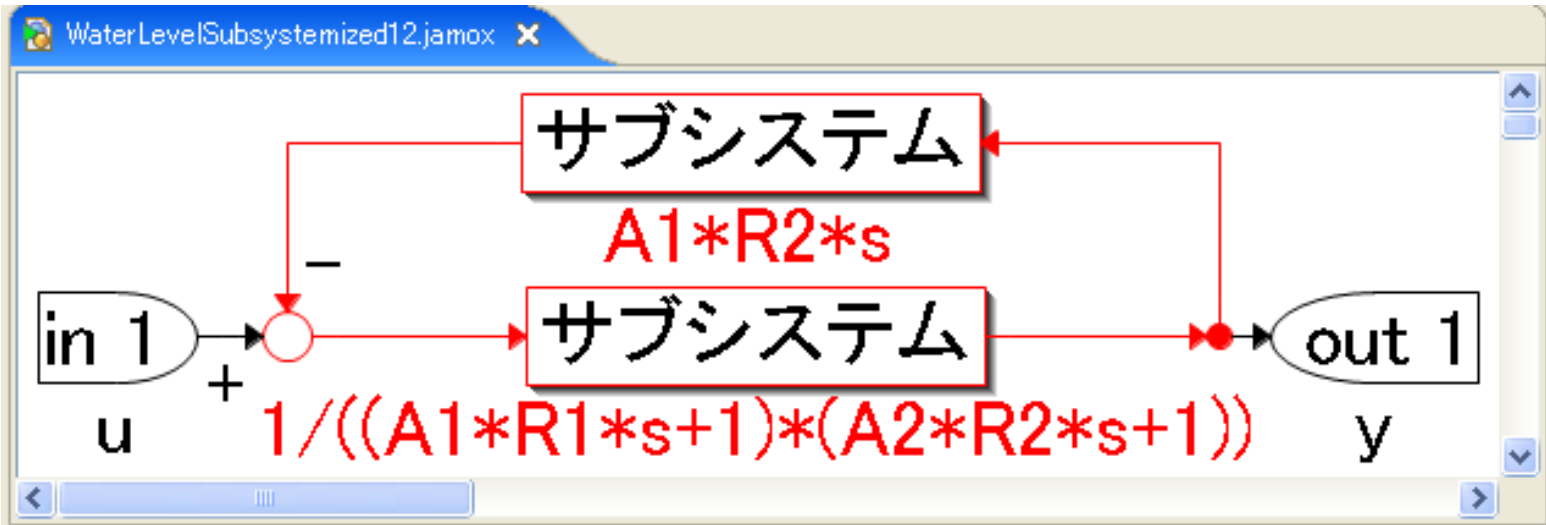 WaterLevelSubsystemized12.jamox
サブシステム
A1*R2*s
−
in 1
サブシステム
out 1
+
u
1/((A1*R1*s+1)*(A2*R2*s+1))
y